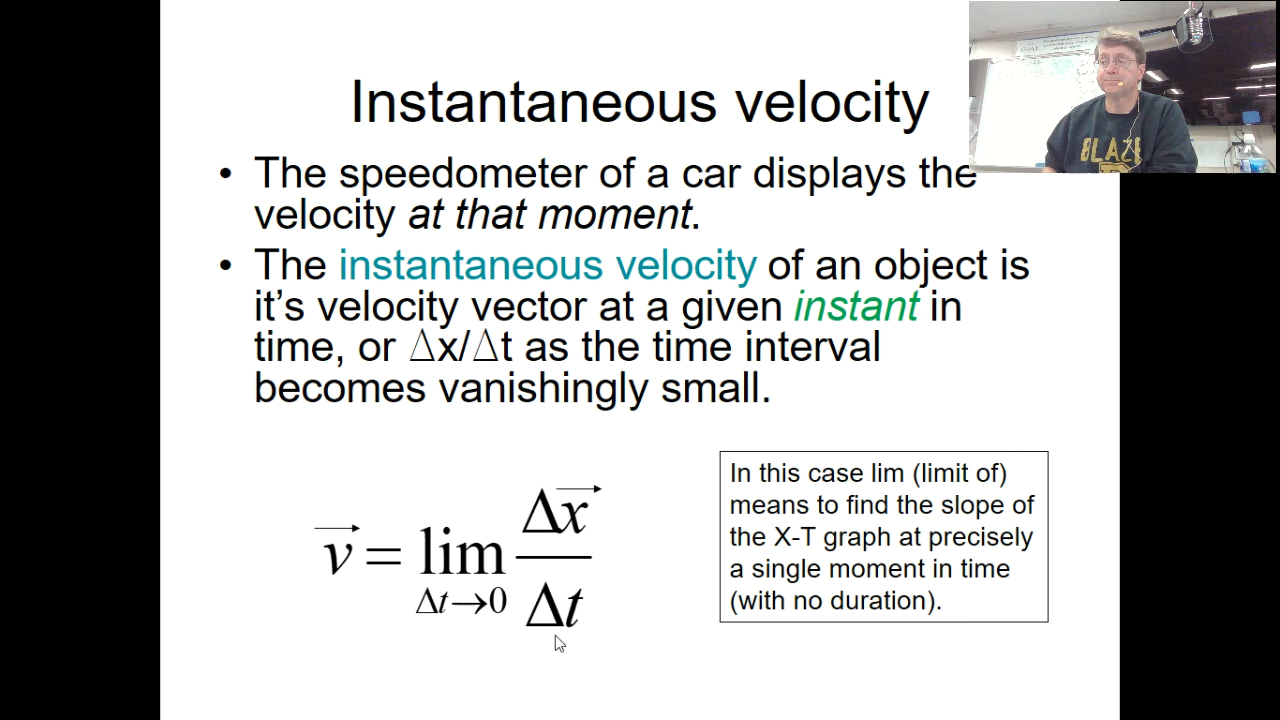 Instantaneous velocity
• The speedometer of a car displays the
velocity at that moment.
• The instantaneous velocity of an object is
it’s velocity vector at a given instant in
time, or Δx/Δt as the time interval
becomes vanishingly small.
v = lim Δt→0 Δx/Δt
In this case lim (limit of)
means to find the slope of
the X-T graph at precisely
a single moment in time
(with no duration).
BLAZE